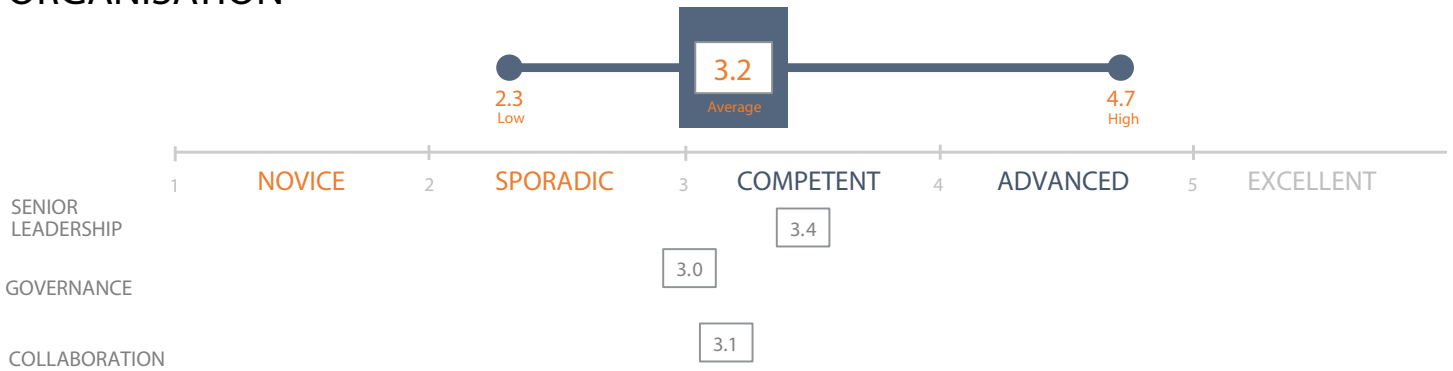 ORGANISATION
3.2
Average
2.3
Low
4.7
High
1 NOVICE 2 SPORADIC 3 COMPETENT 4 ADVANCED 5 EXCELLENT
SENIOR
LEADERSHIP
3.4
3.0
GOVERNANCE
3.1
COLLABORATION